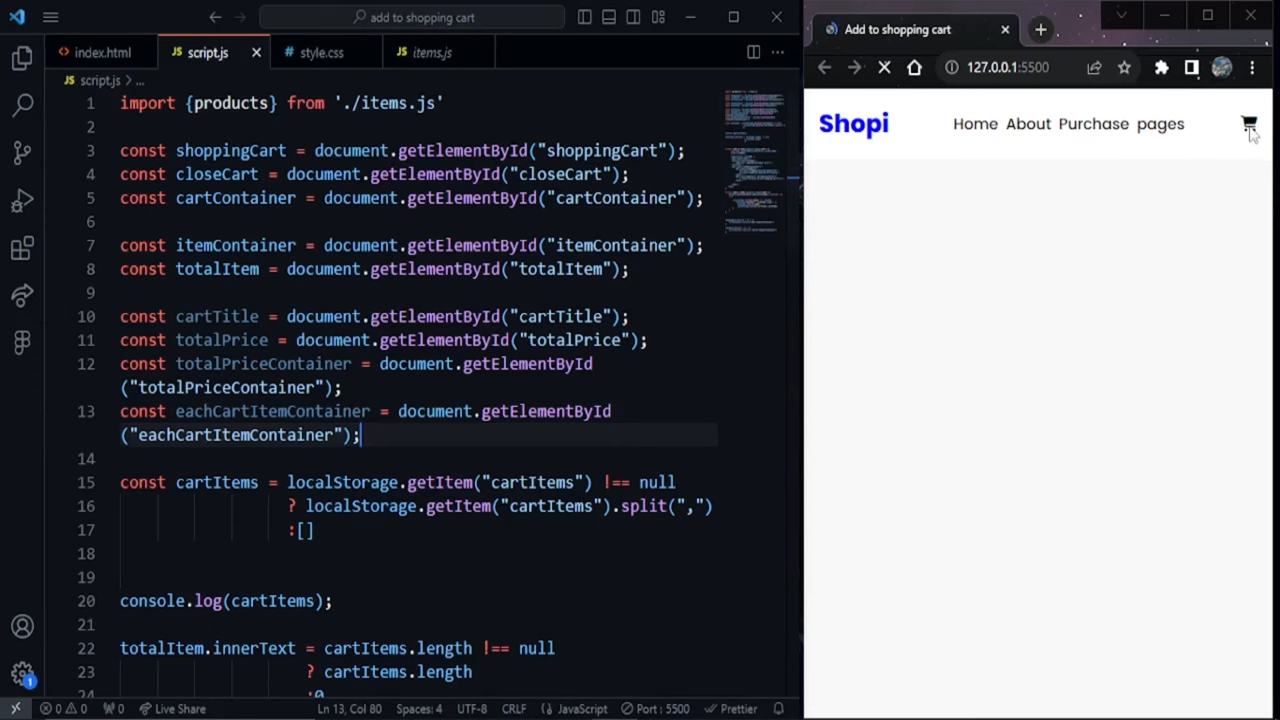 add to shopping cart
index.html
script.js
style.css
items.js
script.js > ...
1 import {products} from './items.js'
2
3 const shoppingCart = document.getElementById("shoppingCart");
4 const closeCart = document.getElementById("closeCart");
5 const cartContainer = document.getElementById("cartContainer");
6
7 const itemContainer = document.getElementById("itemContainer");
8 const totalItem = document.getElementById("totalItem");
9
10 const cartTitle = document.getElementById("cartTitle");
11 const totalPrice = document.getElementById("totalPrice");
12 const totalPriceContainer = document.getElementById
("totalPriceContainer");
13 const eachCartItemContainer = document.getElementById
("eachCartItemContainer");
14
15 const cartItems = localStorage.getItem("cartItems") !== null
16 ? localStorage.getItem("cartItems").split(",")
17 :[]
18
19
20 console.log(cartItems);
21
22 totalItem.innerText = cartItems.length !== null
23 ? cartItems.length
24 :0
1
0 0 0 Live Share Ln 13, Col 80 Spaces: 4 UTF-8 CRLF JavaScript Port : 5500 Prettier
Add to shopping cart
127.0.0.1:5500
Shopi
Home About Purchase pages